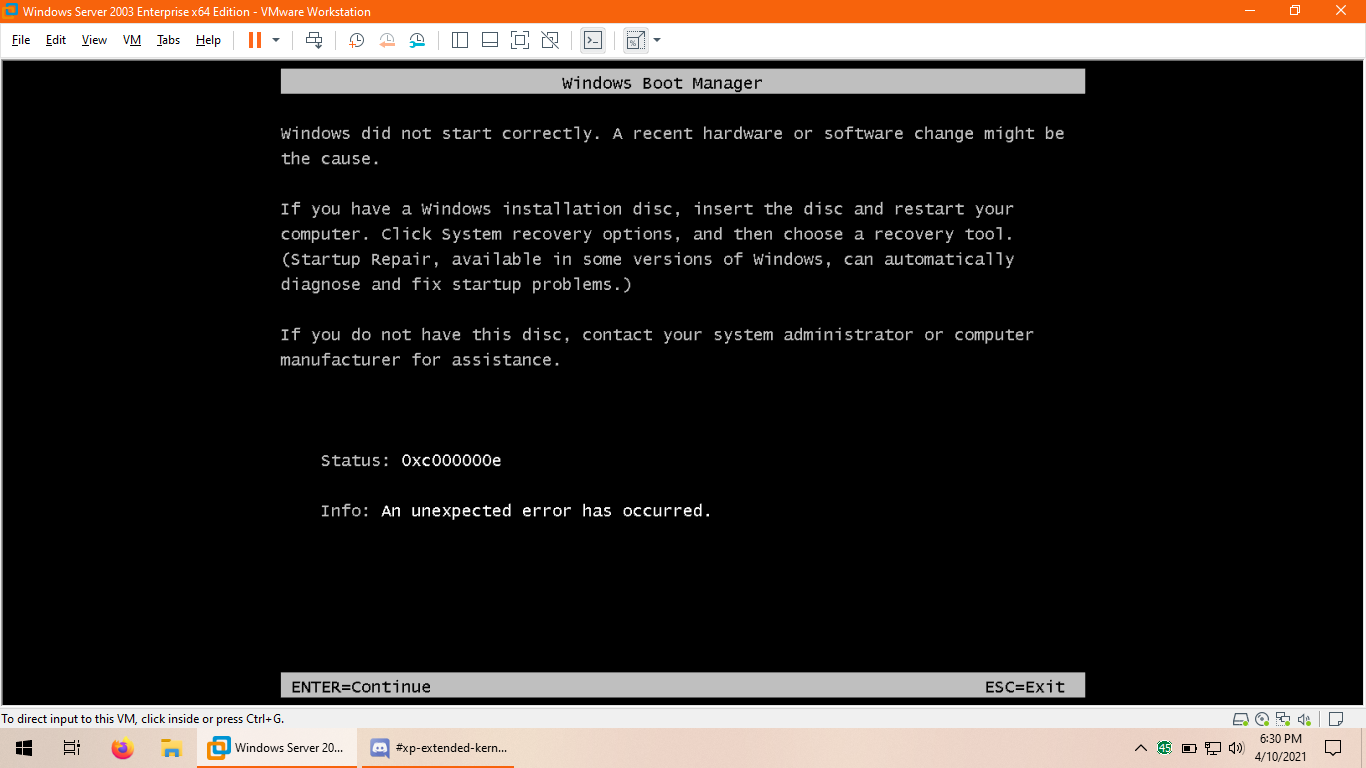 Windows Server 2003 Enterprise x64 Edition - VMware Workstation
File Edit View VM Tabs Help
Windows Boot Manager
Windows did not start correctly. A recent hardware or software change might be
the cause.
If you have a Windows installation disc, insert the disc and restart your
computer. Click System recovery options, and then choose a recovery tool.
(Startup Repair, available in some versions of Windows, can automatically
diagnose and fix startup problems.)
If you do not have this disc, contact your system administrator or computer
manufacturer for assistance.
Status: 0xc000000e
Info: An unexpected error has occurred.
ENTER=Continue ESC=Exit
To direct input to this VM, click inside or press Ctrl+G.
Windows Server 20... #xp-extended-kern... 45 6:30 PM
4/10/2021